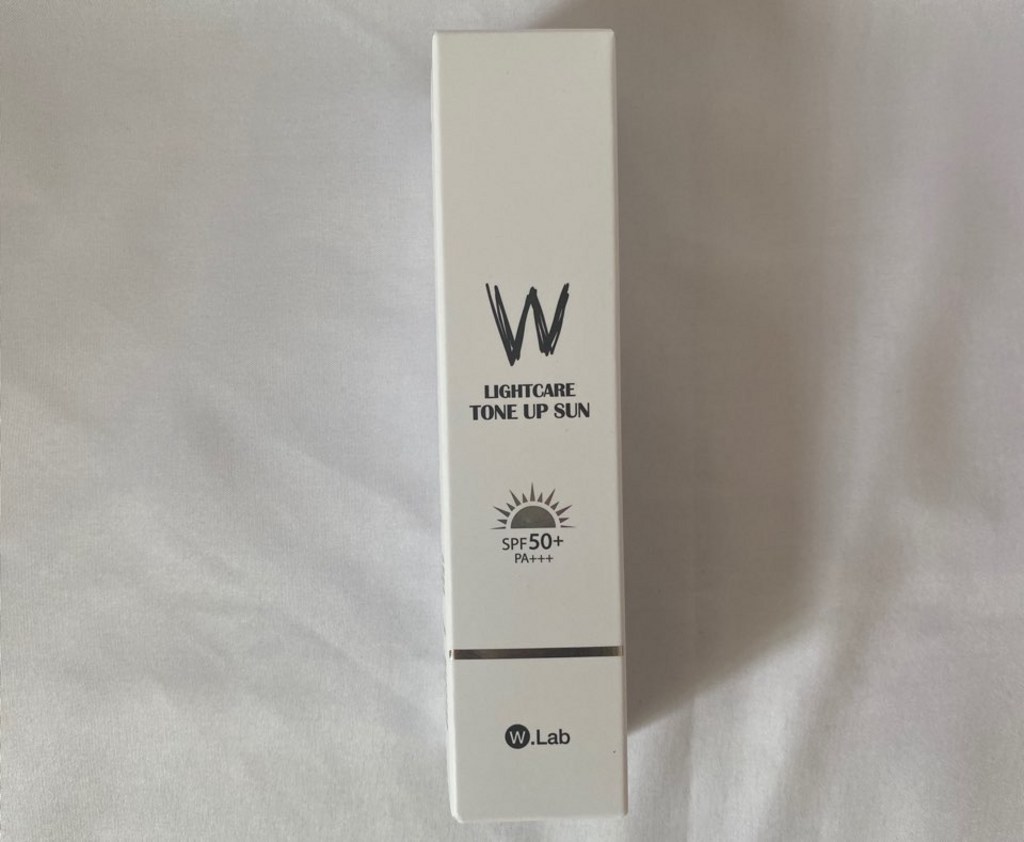 W
LIGHTCARE
TONE UP SUN
SPF50+
PA+++
W.Lab